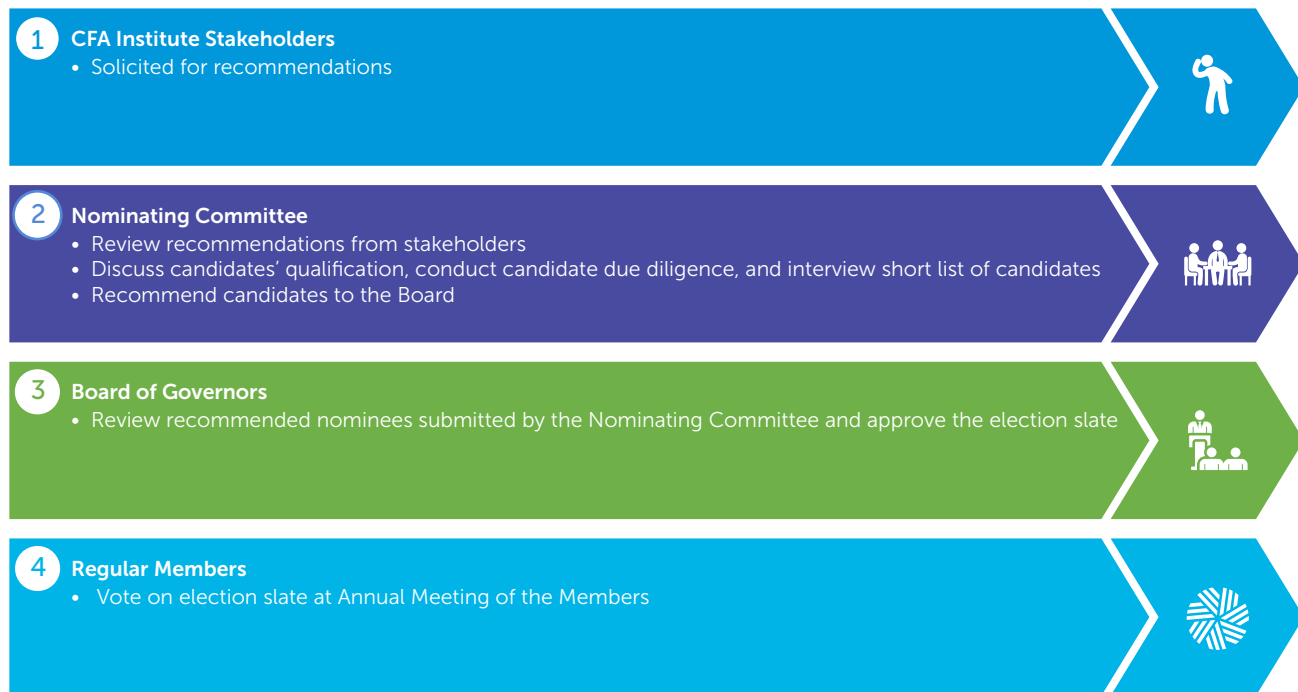 1
CFA Institute Stakeholders
• Solicited for recommendations
2
Nominating Committee
• Review recommendations from stakeholders
• Discuss candidates’ qualification, conduct candidate due diligence, and interview short list of candidates
• Recommend candidates to the Board
3
Board of Governors
• Review recommended nominees submitted by the Nominating Committee and approve the election slate
4
Regular Members
• Vote on election slate at Annual Meeting of the Members